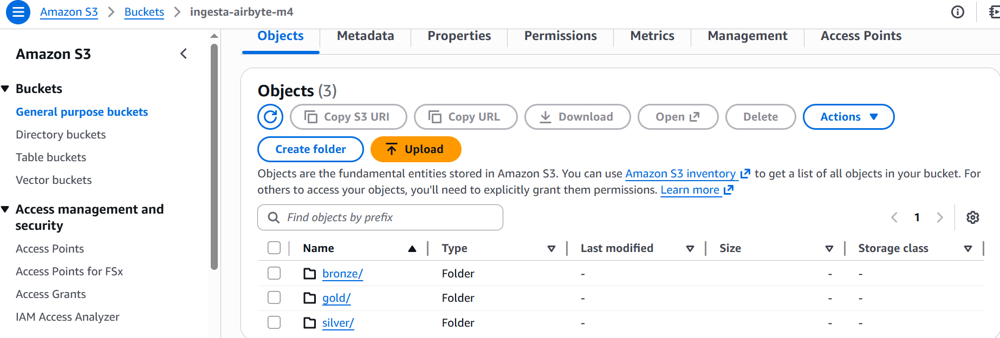 Amazon S3 > Buckets > ingesta-airbyte-m4
Amazon S3
Buckets
General purpose buckets
Directory buckets
Table buckets
Vector buckets
Access management and
security
Access Points
Access Points for FSx
Access Grants
IAM Access Analyzer
Objects Metadata Properties Permissions Metrics Management Access Points
Objects (3)
Copy S3 URI Copy URL Download Open Delete Actions
Create folder Upload
Objects are the fundamental entities stored in Amazon S3. You can use Amazon S3 inventory to get a list of all objects in your bucket. For
others to access your objects, you'll need to explicitly grant them permissions. Learn more
Find objects by prefix
1
Name Type Last modified Size Storage class
bronze/ Folder - - -
gold/ Folder - - -
silver/ Folder - - -